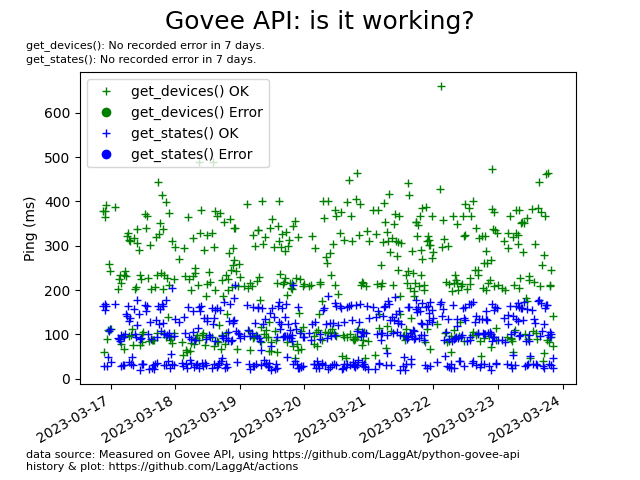 Govee API: is it working?
get_devices(): No recorded error in 7 days.
get_states(): No recorded error in 7 days.
get_devices() OK
get_devices() Error
get_states() OK
get_states() Error
Ping (ms)
600
500
400
300
200
100
0
2023-03-17
2023-03-18
2023-03-19
2023-03-20
2023-03-21
2023-03-22
2023-03-23
2023-03-24
data source: Measured on Govee API, using https://github.com/LaggAt/python-govee-api
history & plot: https://github.com/LaggAt/actions